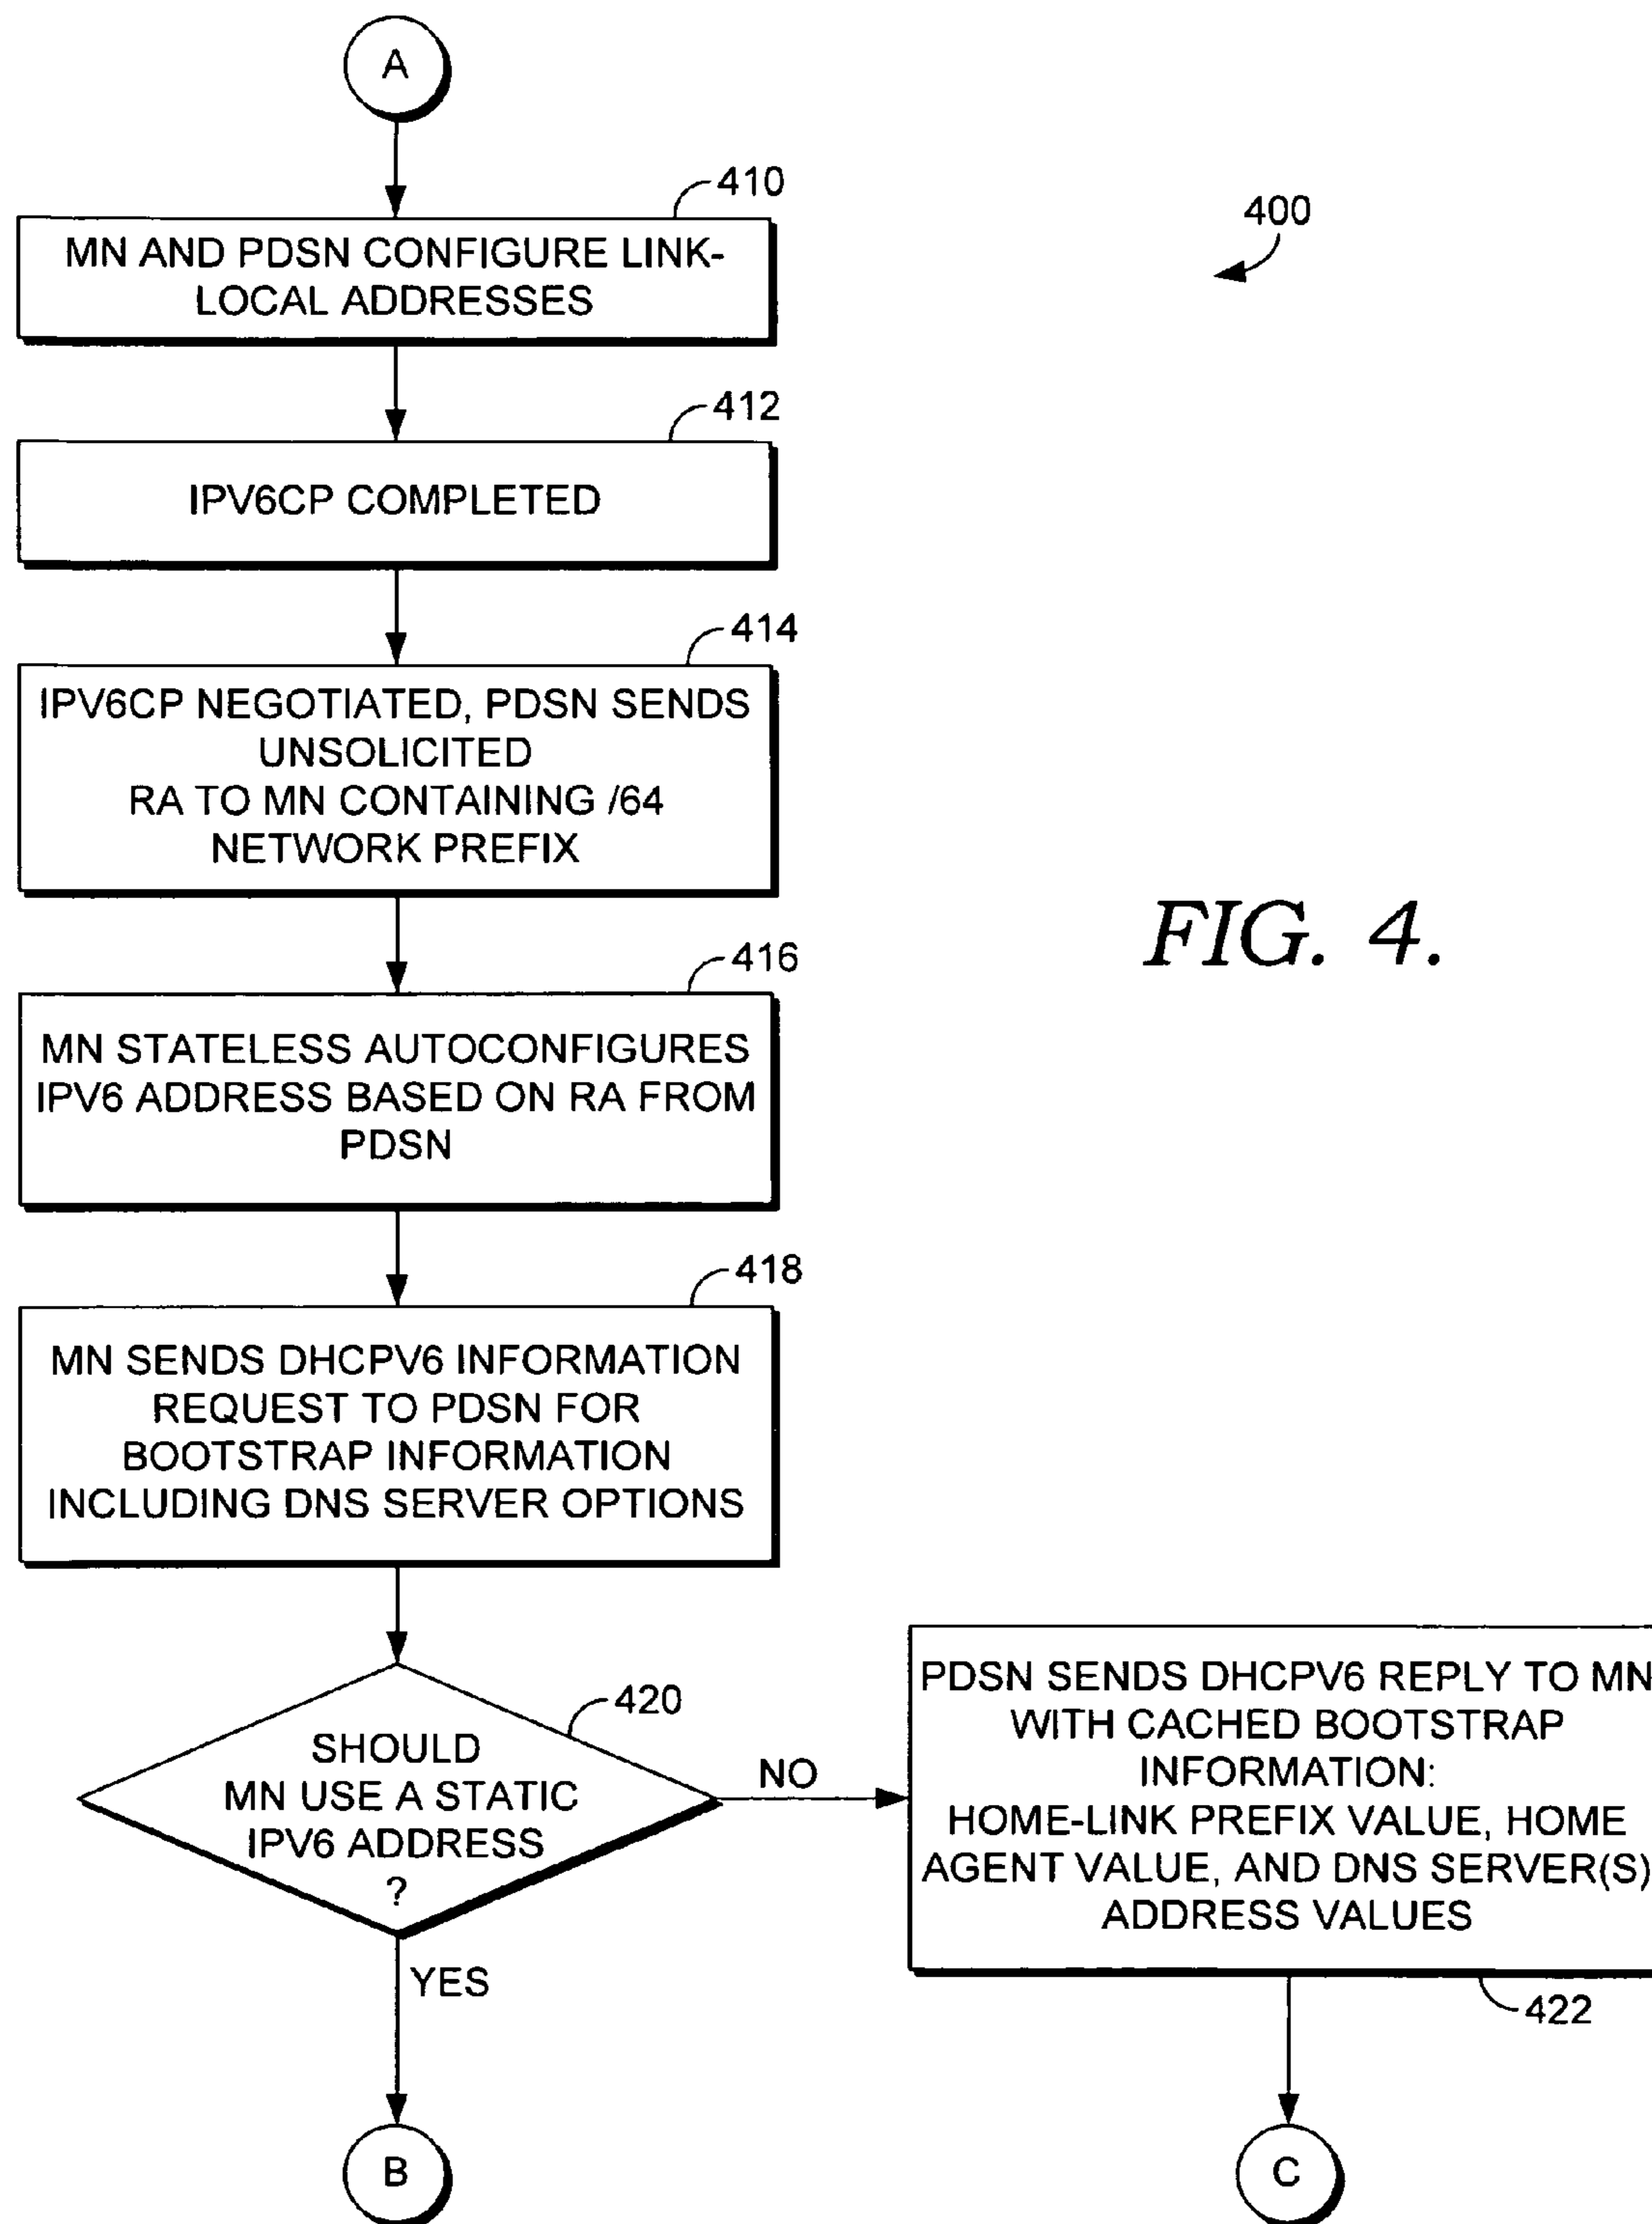 A
410
400
MN AND PDSN CONFIGURE LINK-
LOCAL ADDRESSES
412
IPV6CP COMPLETED
414
IPV6CP NEGOTIATED, PDSN SENDS
UNSOLICITED
RA TO MN CONTAINING /64
NETWORK PREFIX
FIG. 4.
416
MN STATELESS AUTOCONFIGURES
IPV6 ADDRESS BASED ON RA FROM
PDSN
418
MN SENDS DHCPV6 INFORMATION
REQUEST TO PDSN FOR
BOOTSTRAP INFORMATION
INCLUDING DNS SERVER OPTIONS
420
SHOULD
MN USE A STATIC
IPV6 ADDRESS
?
NO
YES
PDSN SENDS DHCPV6 REPLY TO MN
WITH CACHED BOOTSTRAP
INFORMATION:
HOME-LINK PREFIX VALUE, HOME
AGENT VALUE, AND DNS SERVER(S)
ADDRESS VALUES
422
B
C